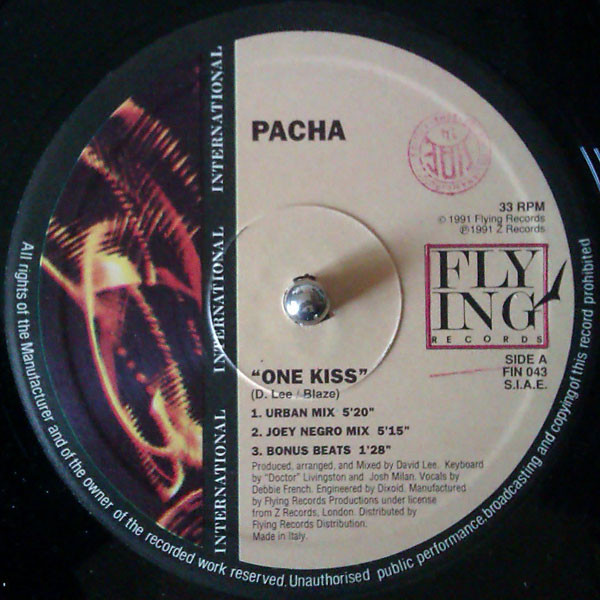 PACHA
INTERNATIONAL
INTERNATIONAL
INTERNATIONAL
33 RPM
© 1991 Flying Records
℗ 1991 Z Records
FLY
ING
RECORDS
SIDE A
FIN 043
S.I.A.E.
"ONE KISS"
(D. Lee / Blaze)
1. URBAN MIX 5'20"
2. JOEY NEGRO MIX 5'15"
3. BONUS BEATS 1'28"
Produced, arranged, and Mixed by David Lee. Keyboard
by "Doctor" Livingston and Josh Milan. Vocals by
Debbie French. Engineered by Dixoid. Manufactured
by Flying Records Productions under license
from Z Records, London. Distributed by
Flying Records Distribution.
Made in Italy.
All rights of the Manufacturer and of the owner of the recorded work reserved. Unauthorised public performance, broadcasting and copying of this record prohibited